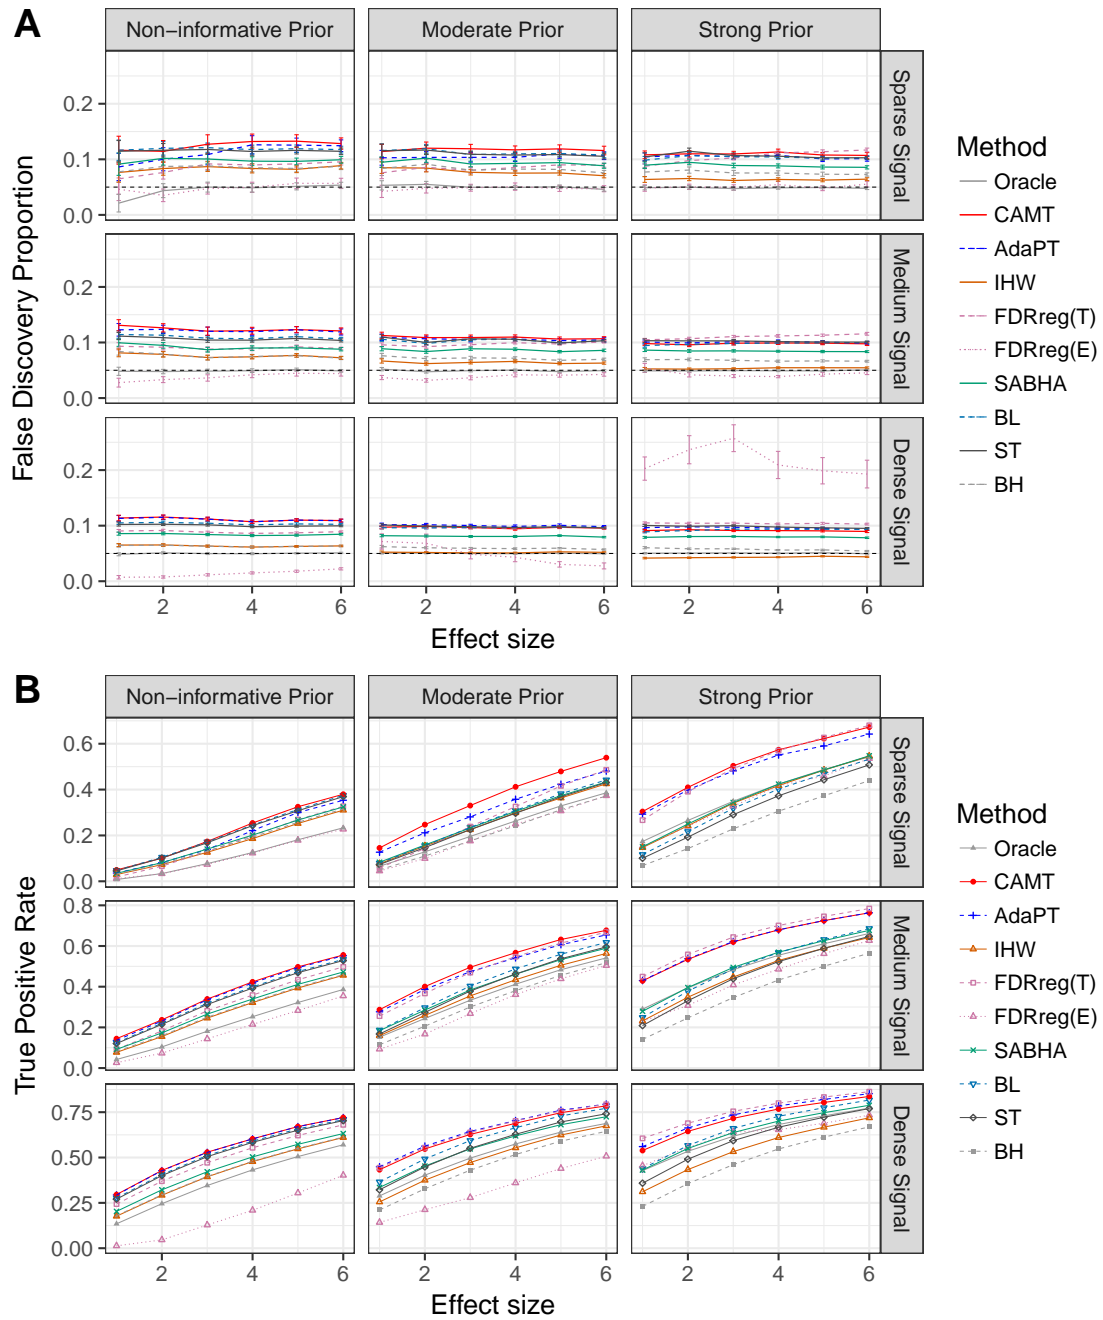 A
Non−informative Prior
Moderate Prior
Strong Prior
False Discovery Proportion
0.2
0.1
0.0
Sparse Signal
0.2
0.1
0.0
Medium Signal
0.2
0.1
0.0
Dense Signal
2 4 6
2 4 6
2 4 6
Effect size
Method
Oracle
CAMT
AdaPT
IHW
FDRreg(T)
FDRreg(E)
SABHA
BL
ST
BH
B
Non−informative Prior
Moderate Prior
Strong Prior
True Positive Rate
0.6
0.4
0.2
0.0
Sparse Signal
0.8
0.6
0.4
0.2
0.0
Medium Signal
0.75
0.50
0.25
0.00
Dense Signal
2 4 6
2 4 6
2 4 6
Effect size
Method
Oracle
CAMT
AdaPT
IHW
FDRreg(T)
FDRreg(E)
SABHA
BL
ST
BH